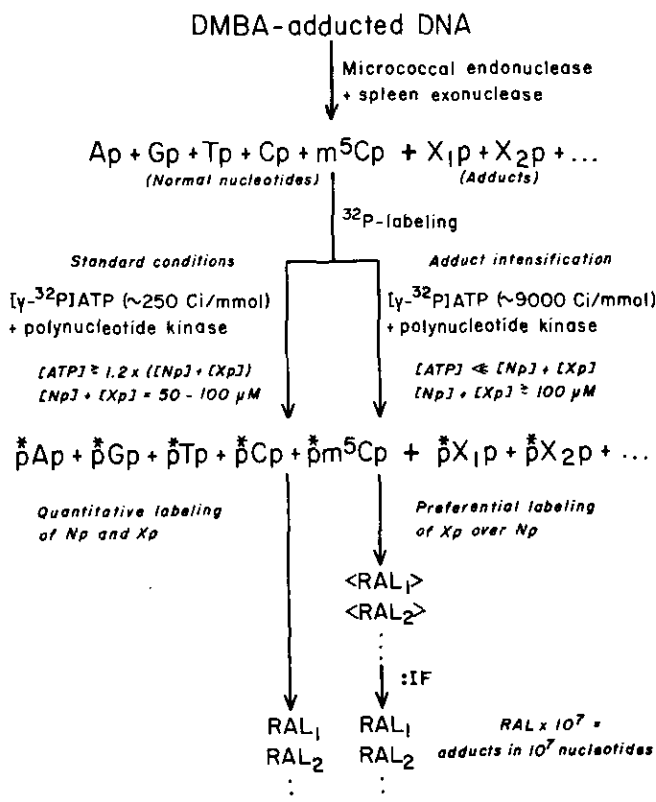 DMBA-adducted DNA
Micrococcal endonuclease
+ spleen exonuclease
Ap + Gp + Tp + Cp + m⁵Cp + X₁p + X₂p + ...
(Normal nucleotides) (Adducts)
³²P-labeling
Standard conditions
[γ-³²P]ATP (~250 Ci/mmol)
+ polynucleotide kinase
[ATP] ≳ 1.2 x ([Np] + [Xp])
[Np] + [Xp] = 50 - 100 μM
Adduct intensification
[γ-³²P]ATP (~9000 Ci/mmol)
+ polynucleotide kinase
[ATP] ≪ [Np] + [Xp]
[Np] + [Xp] ≳ 100 μM
*pAp + *pGp + *pTp + *pCp + *pm⁵Cp + *pX₁p + *pX₂p + ...
Quantitative labeling
of Np and Xp
Preferential labeling
of Xp over Np
<RAL₁>
<RAL₂>
:IF
RAL₁ RAL₁
RAL₂ RAL₂
RAL x 10⁷ =
adducts in 10⁷ nucleotides